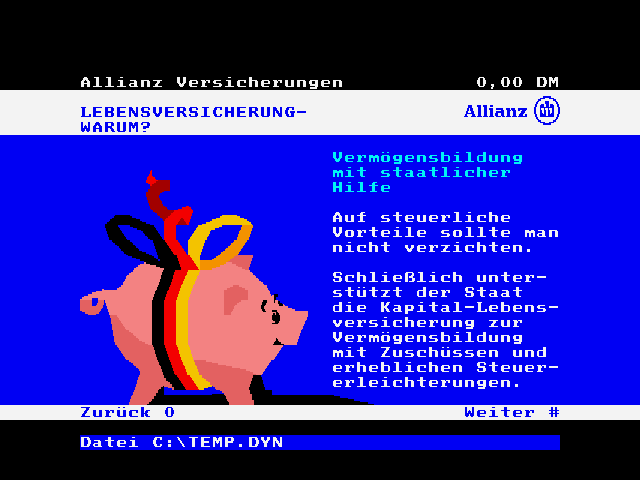 Allianz Versicherungen 0,00 DM
LEBENSVERSICHERUNG-
WARUM?
Allianz
Vermögensbildung
mit staatlicher
Hilfe
Auf steuerliche
Vorteile sollte man
nicht verzichten.
Schließlich unter-
stützt der Staat
die Kapital-Lebens-
versicherung zur
Vermögensbildung
mit Zuschüssen und
erheblichen Steuer-
erleichterungen.
Zurück 0 Weiter #
Datei C:\TEMP.DYN